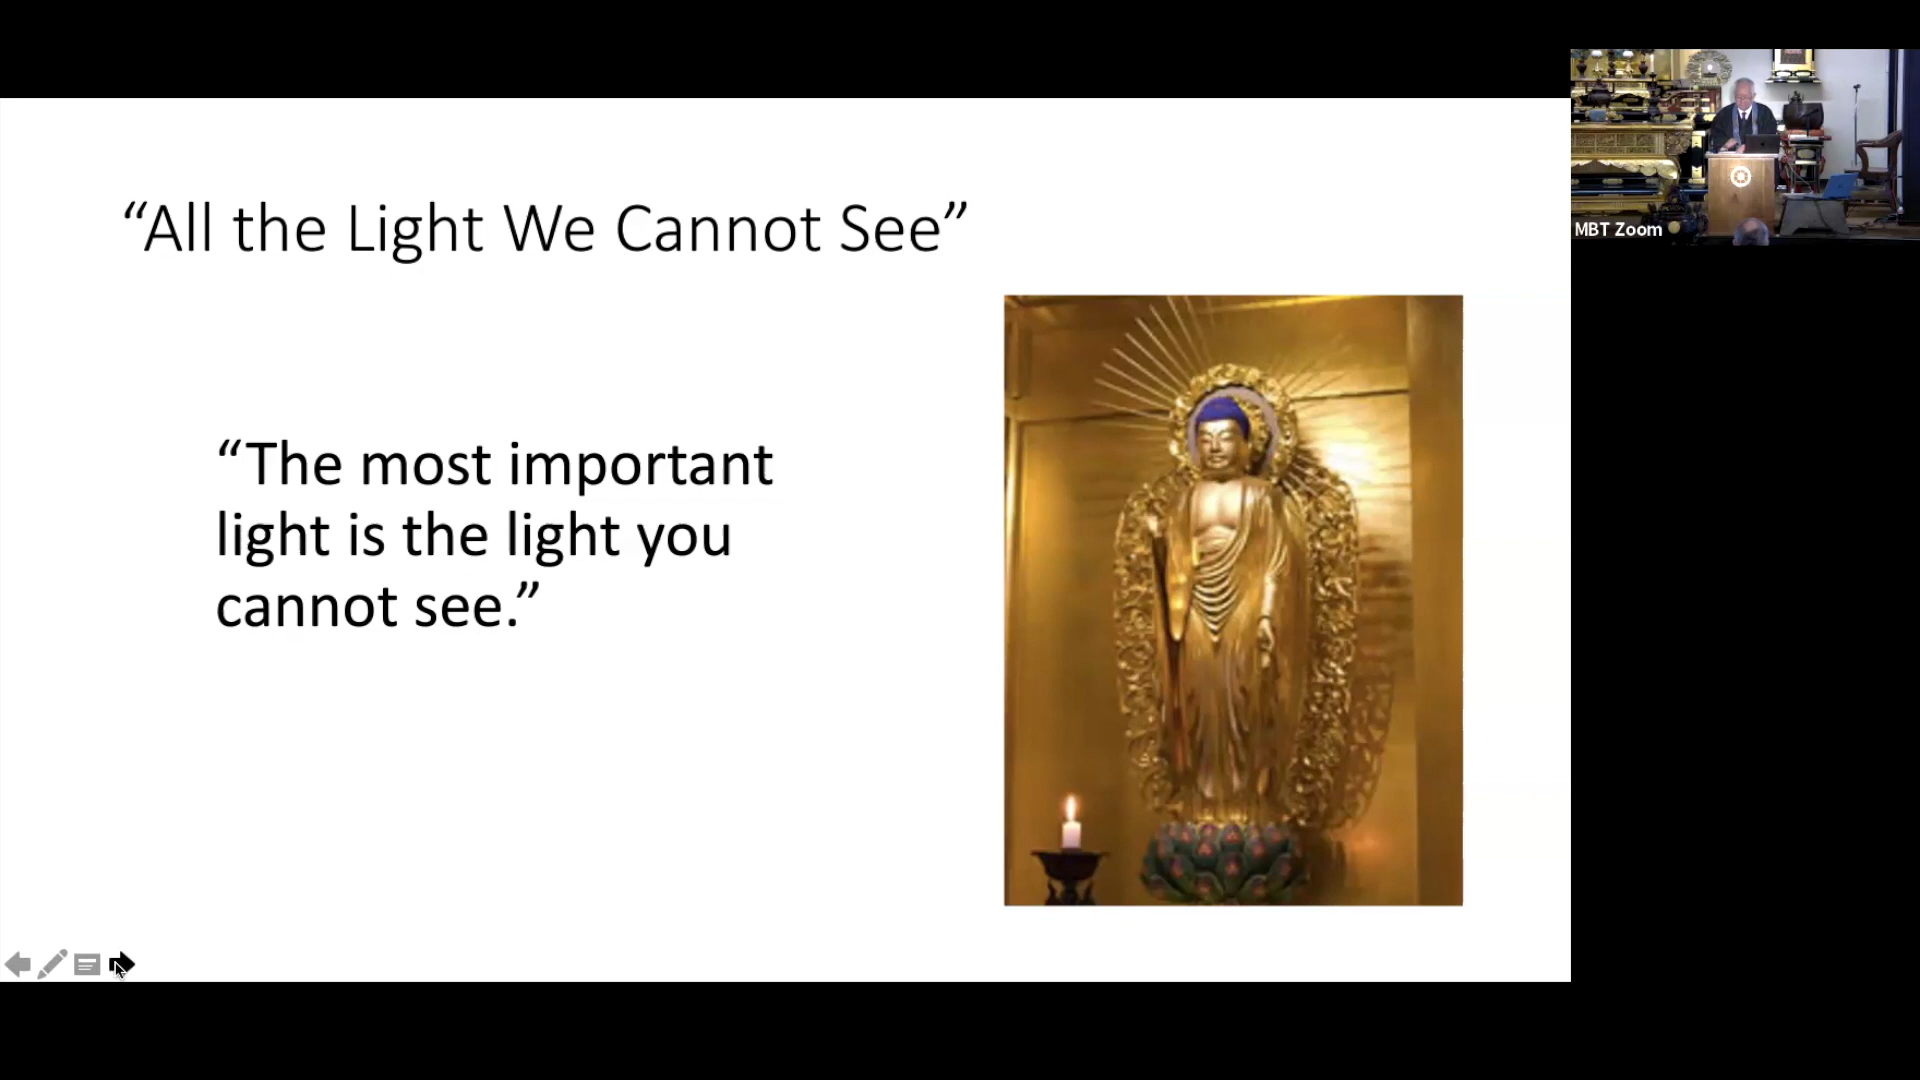 “All the Light We Cannot See”
“The most important
light is the light you
cannot see.”
MBT Zoom